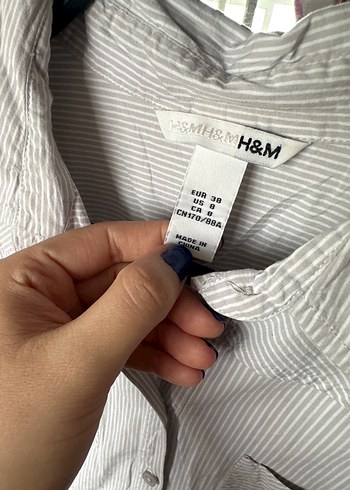 H&MH&MH&M
EUR 38
US 8
CA 8
CN170/88A
MADE IN
CHINA